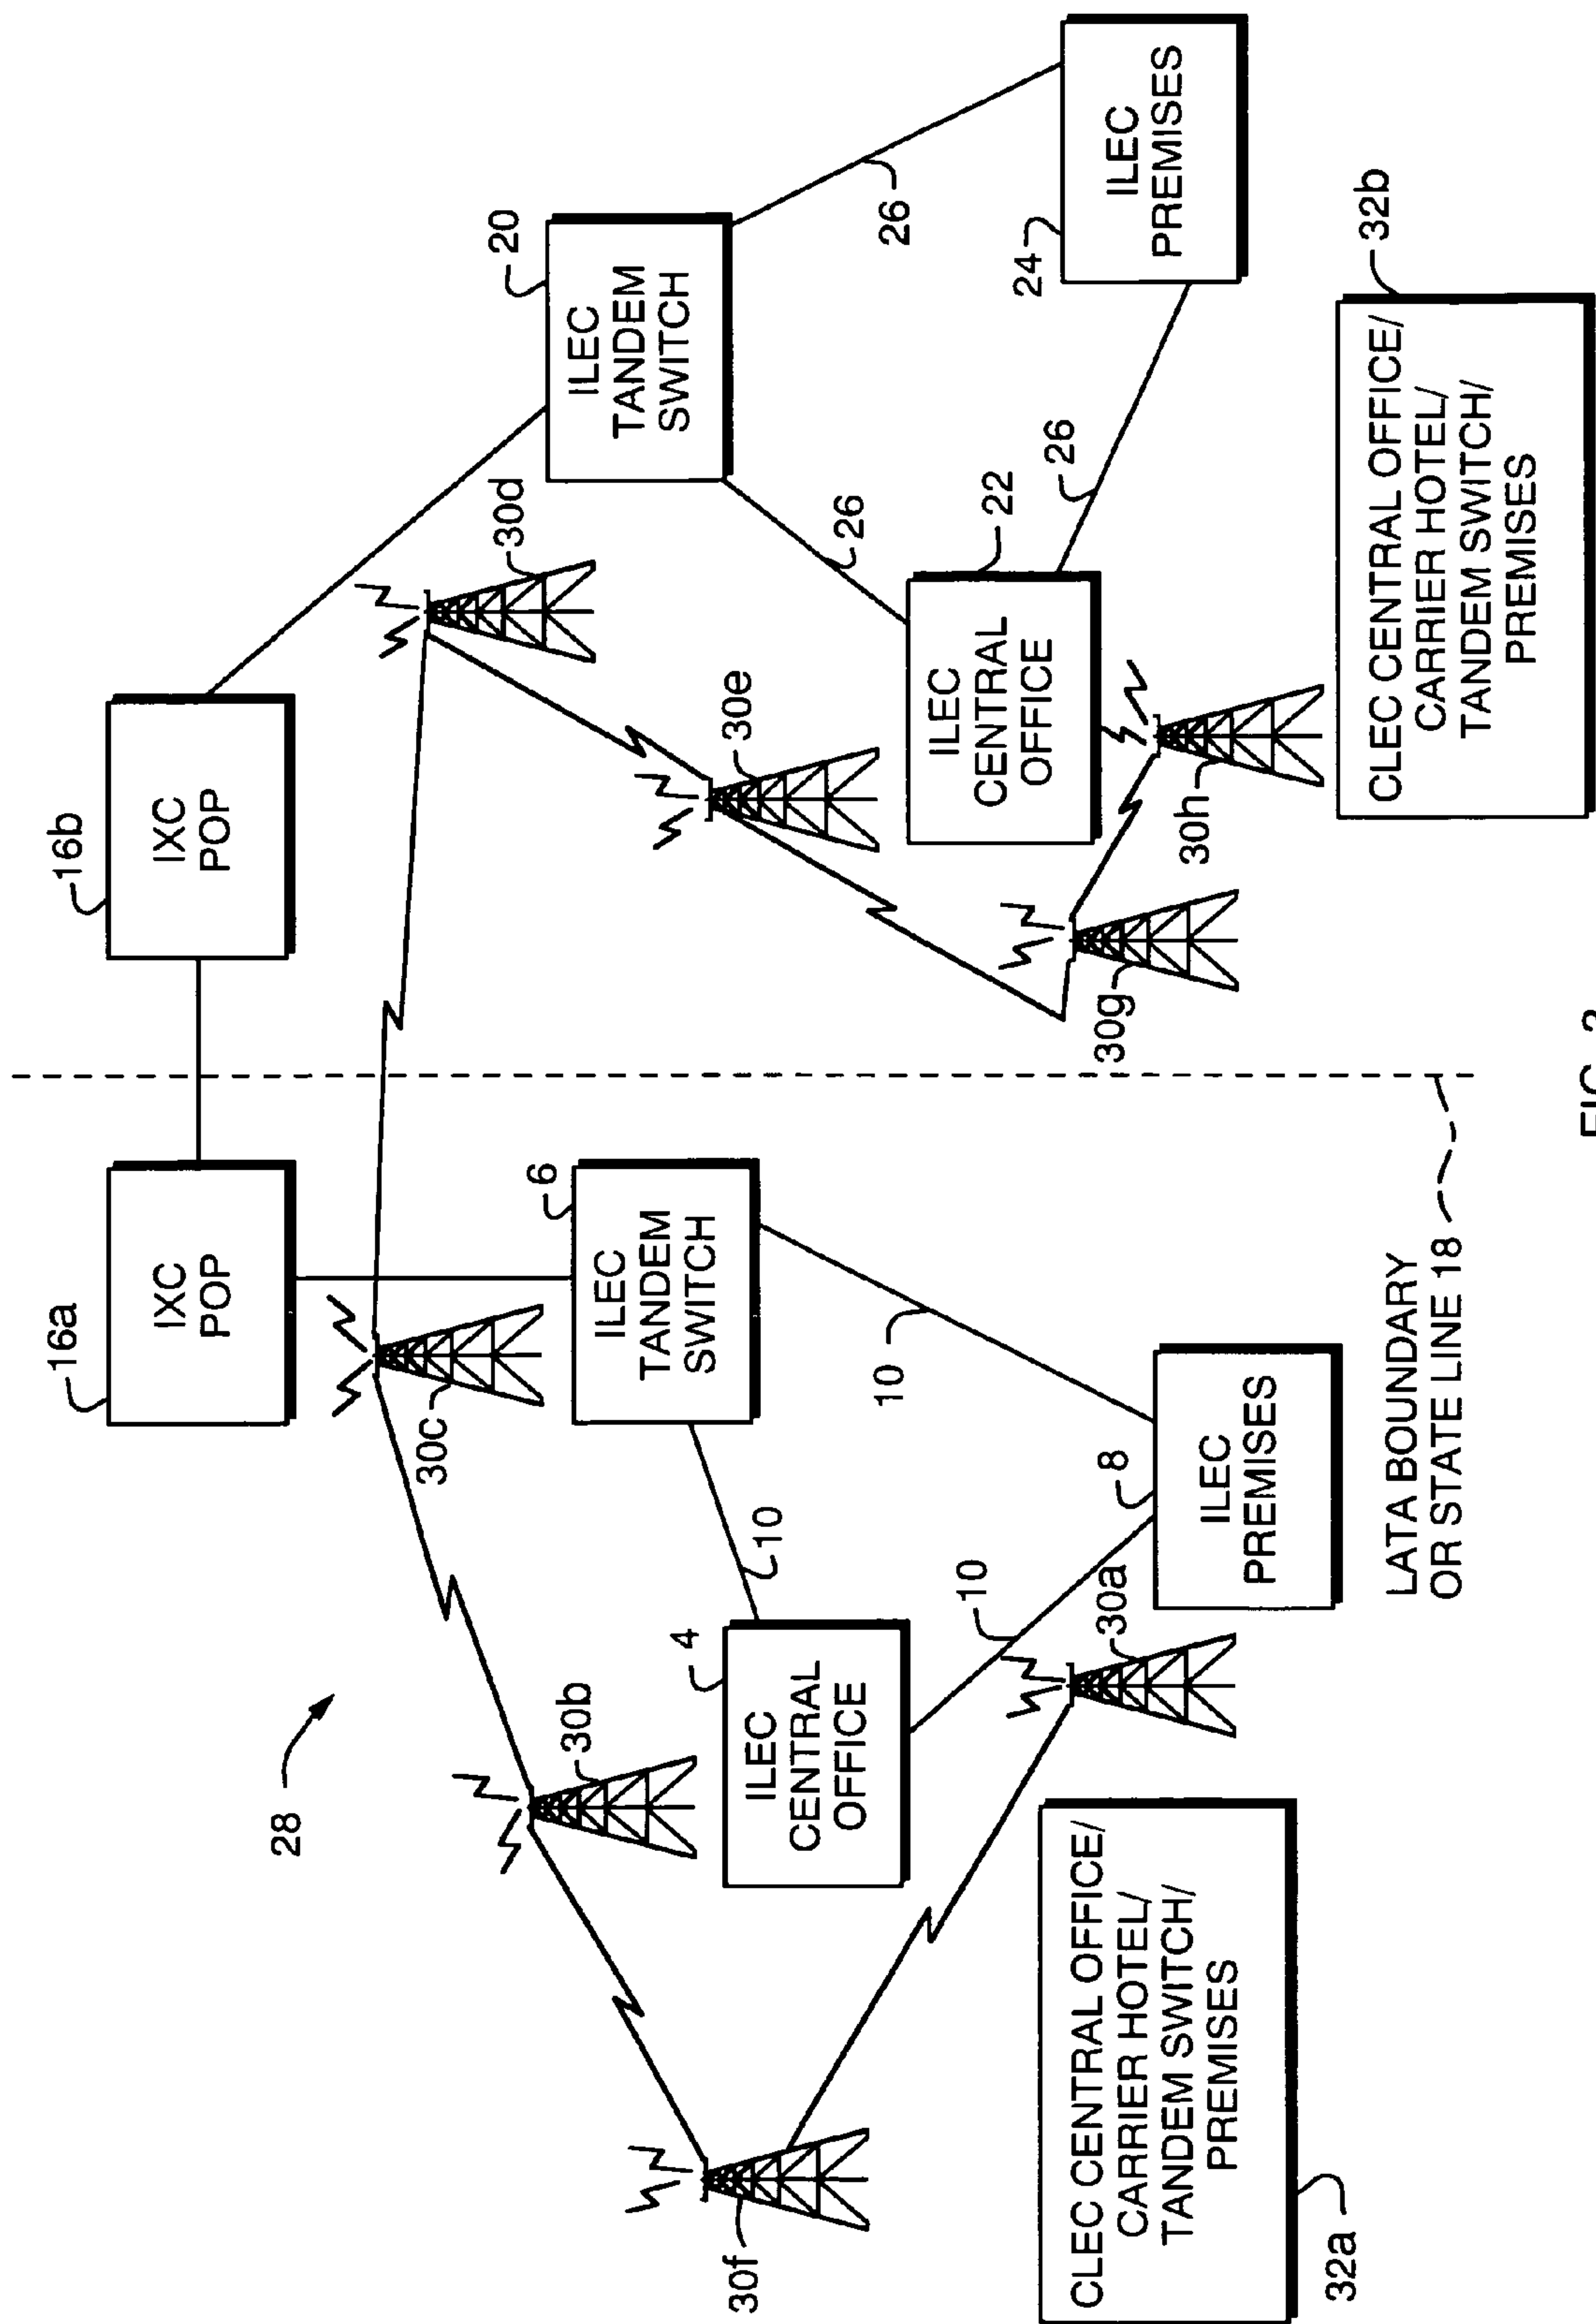 16a
IXC
POP
16b
IXC
POP
28
30c
30b
30d
20
ILEC
TANDEM
SWITCH
6
ILEC
TANDEM
SWITCH
30f
4
ILEC
CENTRAL
OFFICE
10
10
30e
26
26
22
ILEC
CENTRAL
OFFICE
26
24
ILEC
PREMISES
10
30a
8
ILEC
PREMISES
30g
30h
32a
CLEC CENTRAL OFFICE/
CARRIER HOTEL/
TANDEM SWITCH/
PREMISES
LATA BOUNDARY
OR STATE LINE 18
32b
CLEC CENTRAL OFFICE/
CARRIER HOTEL/
TANDEM SWITCH/
PREMISES
FIG